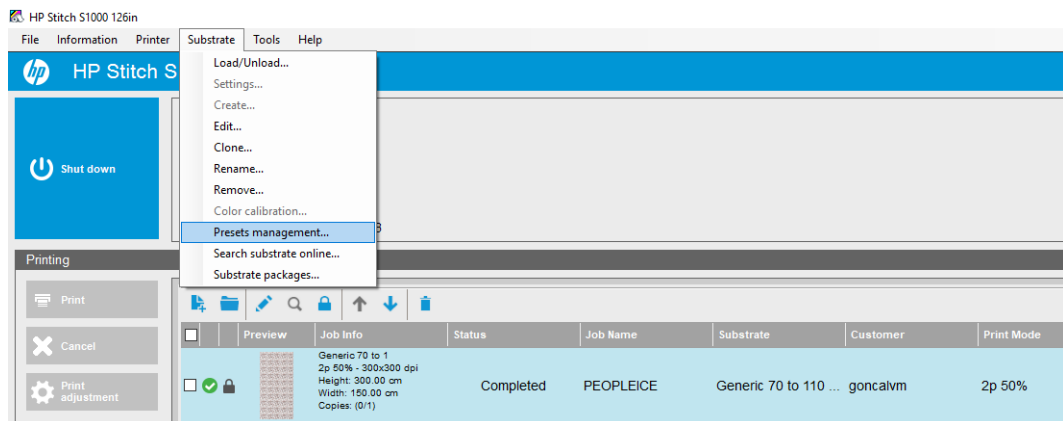 HP Stitch S1000 126in
File Information Printer Substrate Tools Help
hp HP Stitch S
Load/Unload...
Settings...
Create...
Edit...
Clone...
Rename...
Remove...
Color calibration...
Presets management...
Search substrate online...
Substrate packages...
Shut down
Printing
Print
Cancel
Print
adjustment
Preview Job Info Status Job Name Substrate Customer Print Mode
Generic 70 to 1
2p 50% - 300x300 dpi
Height: 300.00 cm
Width: 150.00 cm
Copies: (0/1)
Completed PEOPLEICE Generic 70 to 110 ... goncalvm 2p 50%